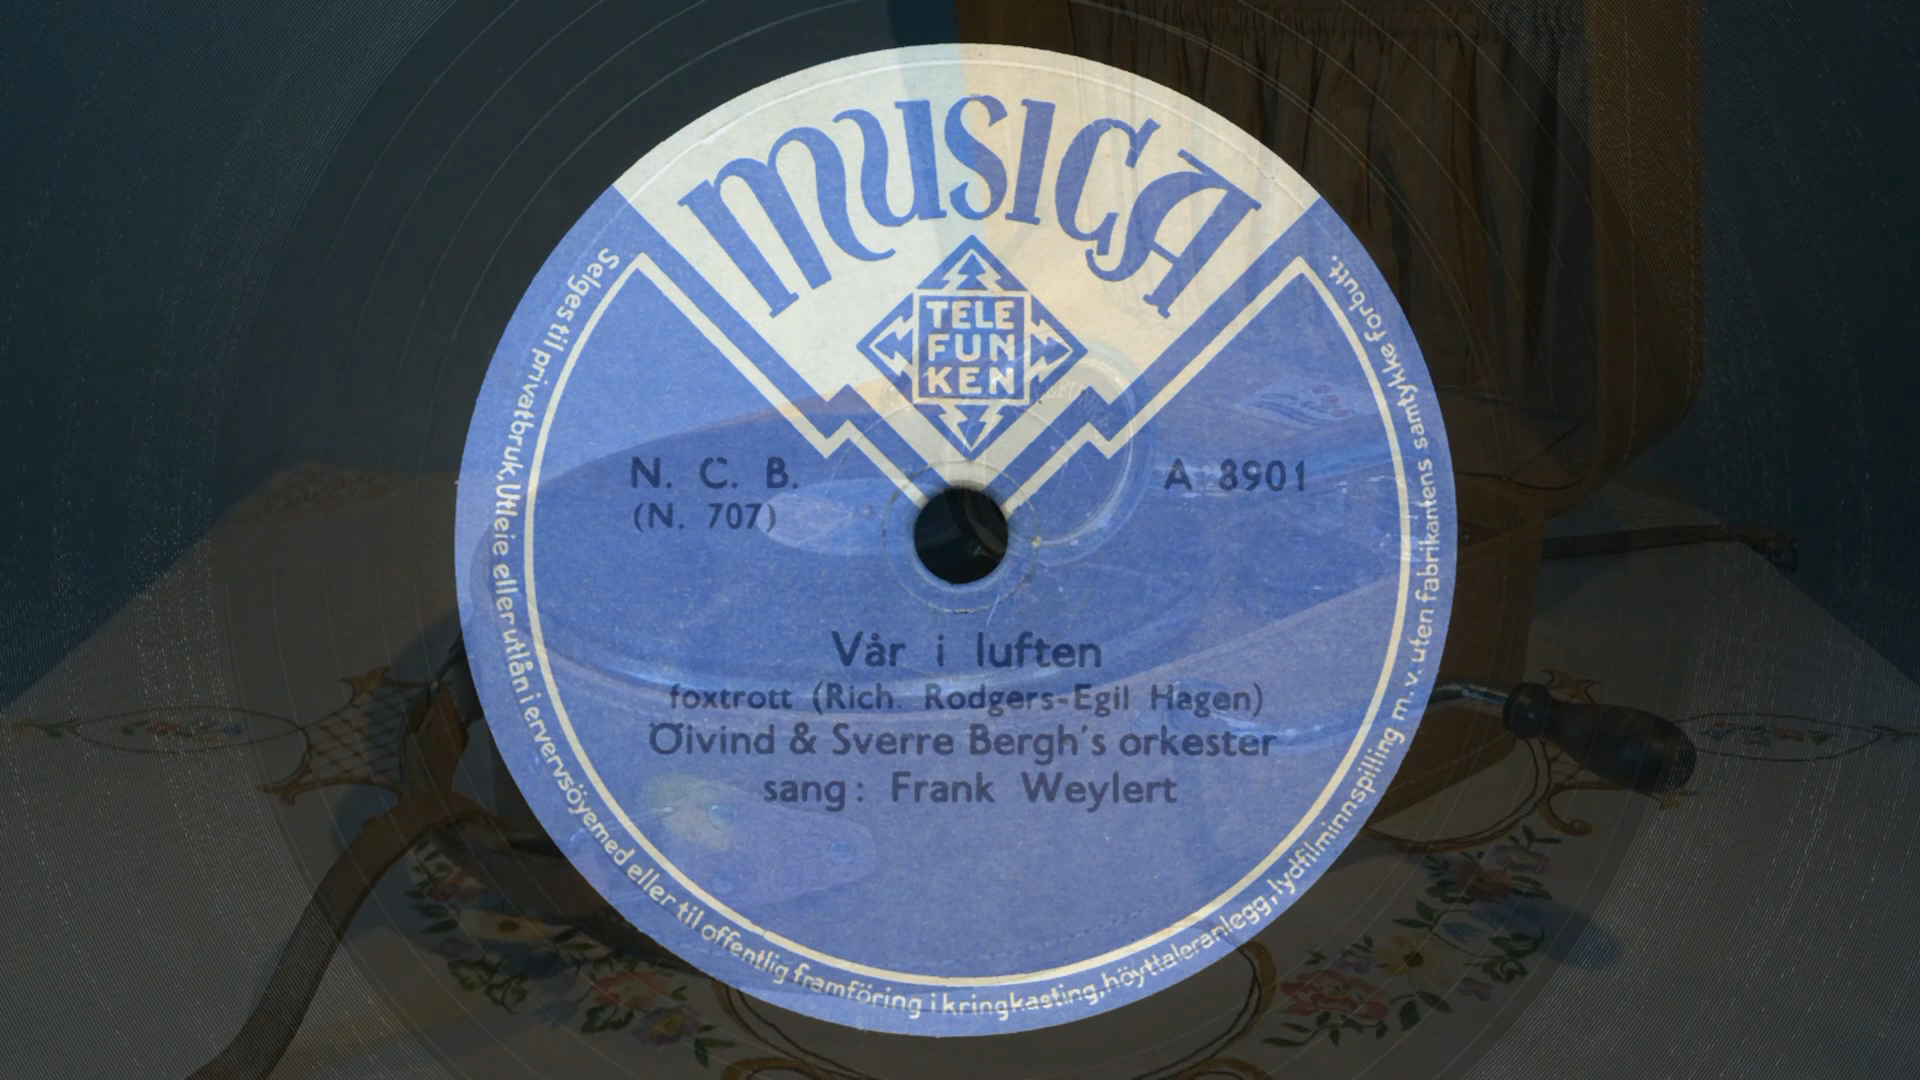 MUSICA
TELE
FUN
KEN
N. C. B.
(N. 707)
A 8901
Vår i luften
foxtrott (Rich. Rodgers-Egil Hagen)
Öivind & Sverre Bergh's orkester
sang: Frank Weylert
Selges til privatbruk, Utleie eller utlån i ervervsöyemed eller til offentlig framföring i kringkasting, höyttaleranlegg, lydfilminnspilling m. v. uten fabrikantens samtykke forbutt.